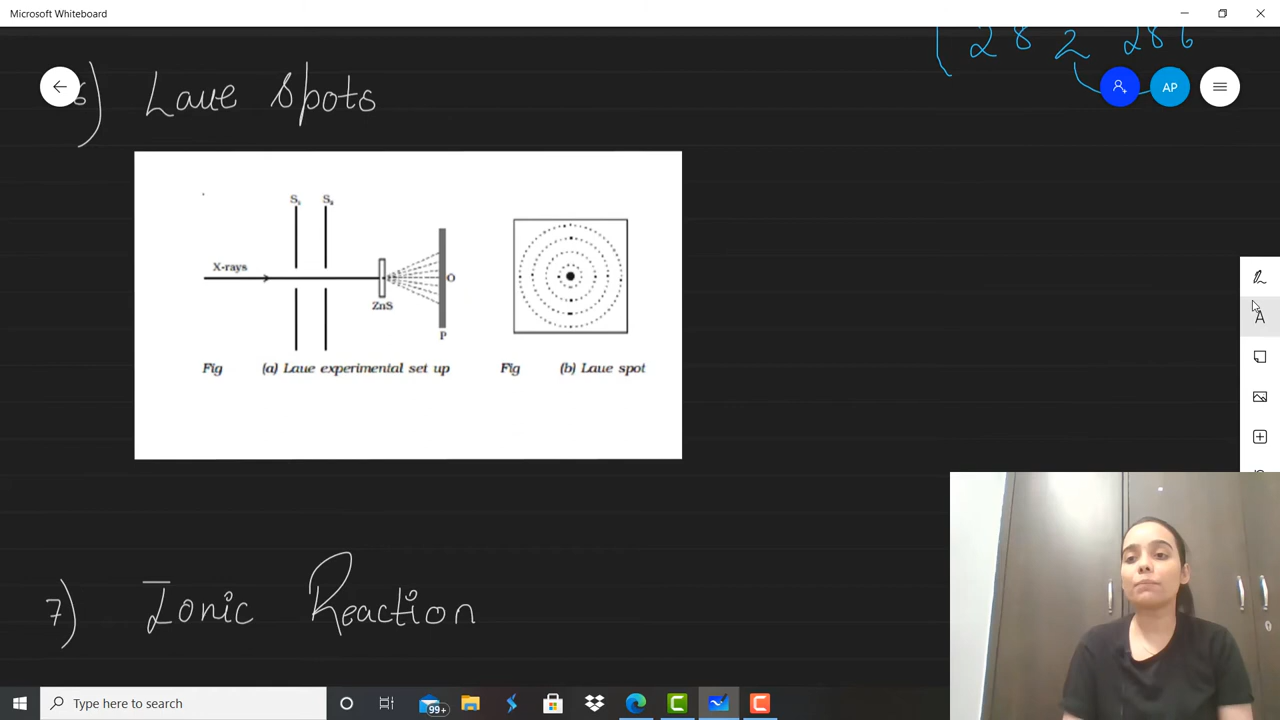 Microsoft Whiteboard
2 8 2 2 8 6
AP
6) Laue Spots
S₁ S₂
X-rays
O
ZnS
P
Fig (a) Laue experimental set up Fig (b) Laue spot
A
7) Ionic Reaction
99+
Type here to search